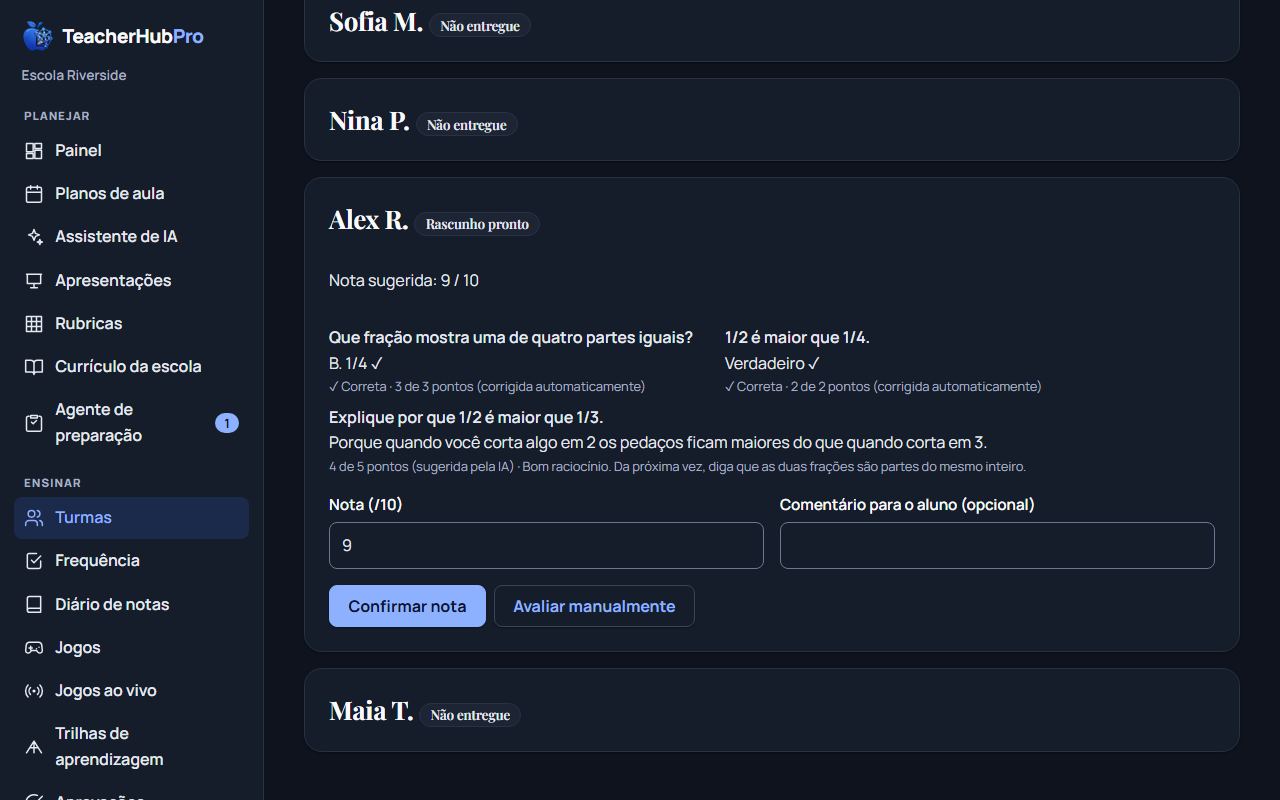 TeacherHubPro
Escola Riverside
PLANEJAR
Painel
Planos de aula
Assistente de IA
Apresentações
Rubricas
Currículo da escola
Agente de
preparação
1
ENSINAR
Turmas
Frequência
Diário de notas
Jogos
Jogos ao vivo
Trilhas de
aprendizagem
Sofia M. Não entregue
Nina P. Não entregue
Alex R. Rascunho pronto
Nota sugerida: 9 / 10
Que fração mostra uma de quatro partes iguais?
B. 1/4 ✓
✓ Correta · 3 de 3 pontos (corrigida automaticamente)
1/2 é maior que 1/4.
Verdadeiro ✓
✓ Correta · 2 de 2 pontos (corrigida automaticamente)
Explique por que 1/2 é maior que 1/3.
Porque quando você corta algo em 2 os pedaços ficam maiores do que quando corta em 3.
4 de 5 pontos (sugerida pela IA) · Bom raciocínio. Da próxima vez, diga que as duas frações são partes do mesmo inteiro.
Nota (/10)
9
Comentário para o aluno (opcional)
Confirmar nota
Avaliar manualmente
Maia T. Não entregue